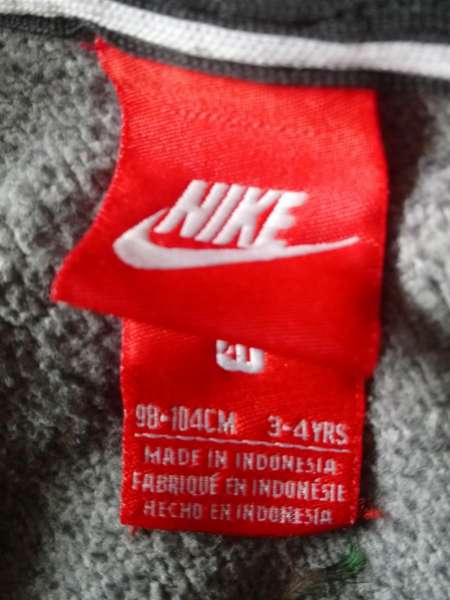 NIKE
98-104CM 3-4YRS
MADE IN INDONESIA
FABRIQUÉ EN INDONÉSIE
HECHO EN INDONESIA